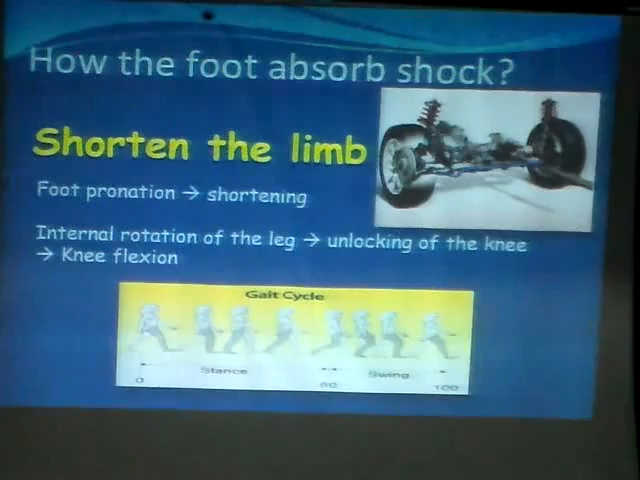 How the foot absorb shock?
Shorten the limb
Foot pronation → shortening
Internal rotation of the leg → unlocking of the knee
→ Knee flexion
Gait Cycle
Stance
Swing
0
60
100